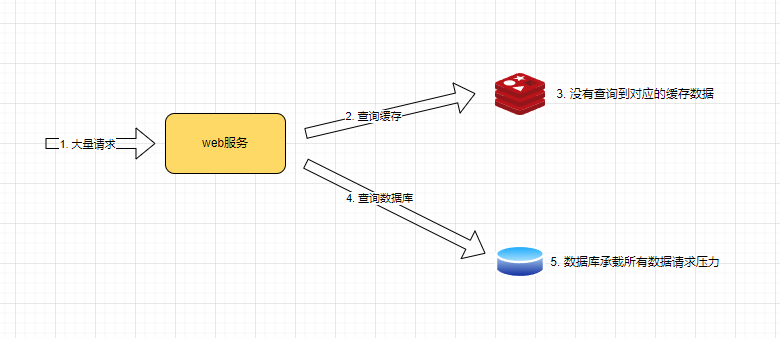 1. 大量请求
web服务
2. 查询缓存
3. 没有查询到对应的缓存数据
4. 查询数据库
5. 数据库承载所有数据请求压力